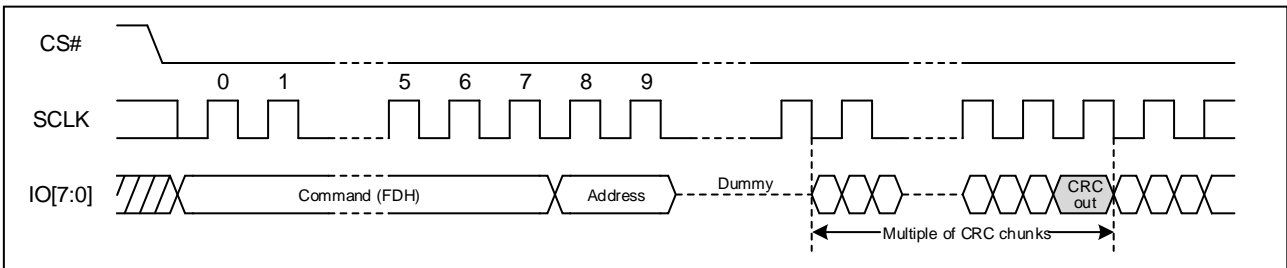 CS#
0 1 5 6 7 8 9
SCLK
IO[7:0]
Command (FDH)
Address
Dummy
CRC
out
Multiple of CRC chunks